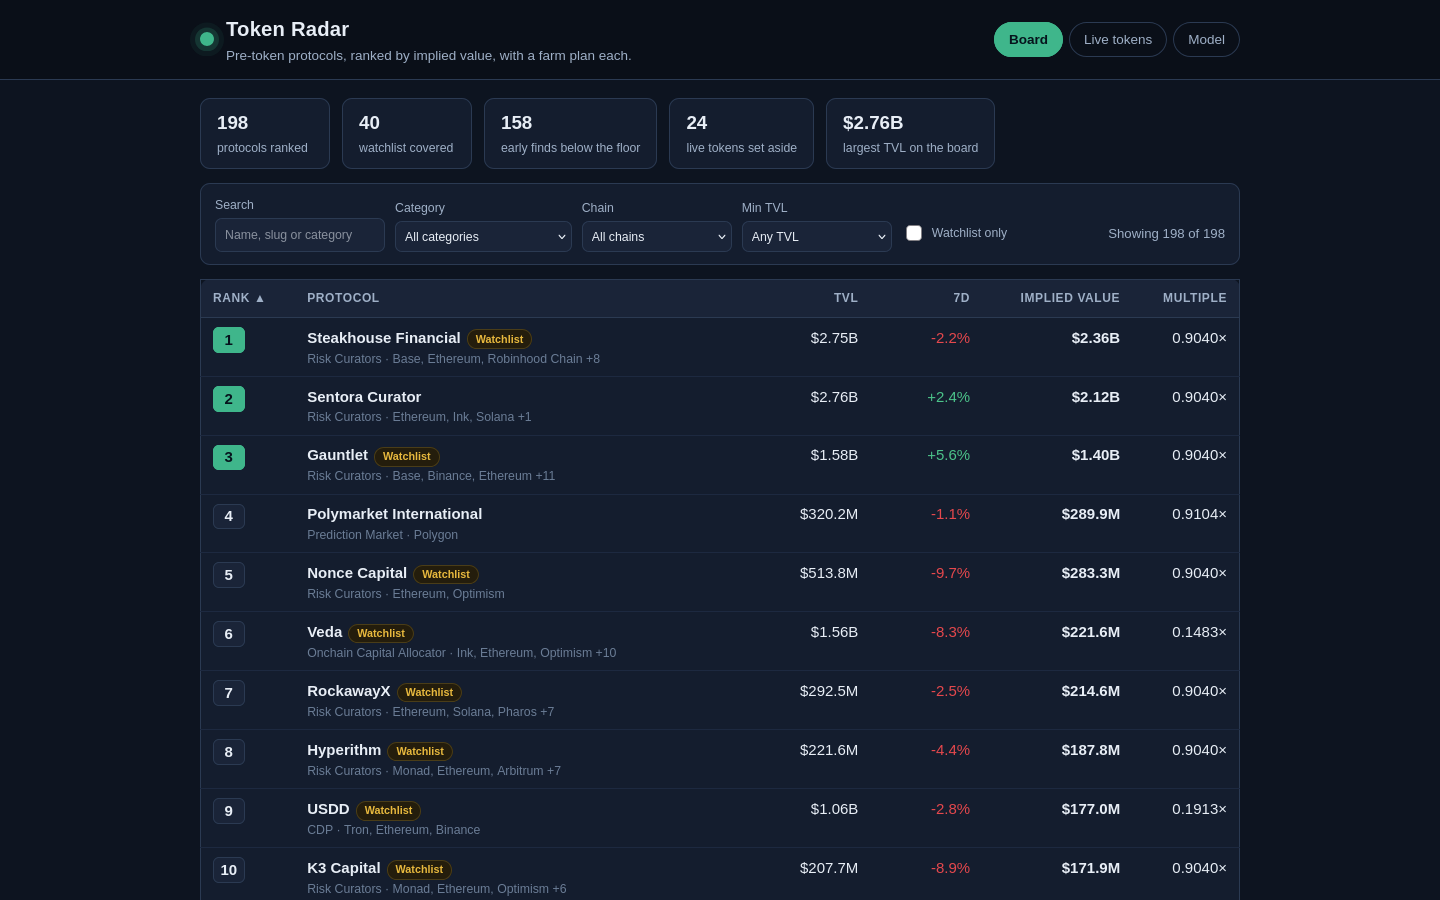 Token Radar
Pre-token protocols, ranked by implied value, with a farm plan each.
Board
Live tokens
Model
198
protocols ranked
40
watchlist covered
158
early finds below the floor
24
live tokens set aside
$2.76B
largest TVL on the board
Search
Name, slug or category
Category
All categories
Chain
All chains
Min TVL
Any TVL
Watchlist only
Showing 198 of 198
RANK ▲ PROTOCOL TVL 7D IMPLIED VALUE MULTIPLE
1 Steakhouse Financial Watchlist $2.75B -2.2% $2.36B 0.9040×
Risk Curators · Base, Ethereum, Robinhood Chain +8
2 Sentora Curator $2.76B +2.4% $2.12B 0.9040×
Risk Curators · Ethereum, Ink, Solana +1
3 Gauntlet Watchlist $1.58B +5.6% $1.40B 0.9040×
Risk Curators · Base, Binance, Ethereum +11
4 Polymarket International $320.2M -1.1% $289.9M 0.9104×
Prediction Market · Polygon
5 Nonce Capital Watchlist $513.8M -9.7% $283.3M 0.9040×
Risk Curators · Ethereum, Optimism
6 Veda Watchlist $1.56B -8.3% $221.6M 0.1483×
Onchain Capital Allocator · Ink, Ethereum, Optimism +10
7 RockawayX Watchlist $292.5M -2.5% $214.6M 0.9040×
Risk Curators · Ethereum, Solana, Pharos +7
8 Hyperithm Watchlist $221.6M -4.4% $187.8M 0.9040×
Risk Curators · Monad, Ethereum, Arbitrum +7
9 USDD Watchlist $1.06B -2.8% $177.0M 0.1913×
CDP · Tron, Ethereum, Binance
10 K3 Capital Watchlist $207.7M -8.9% $171.9M 0.9040×
Risk Curators · Monad, Ethereum, Optimism +6